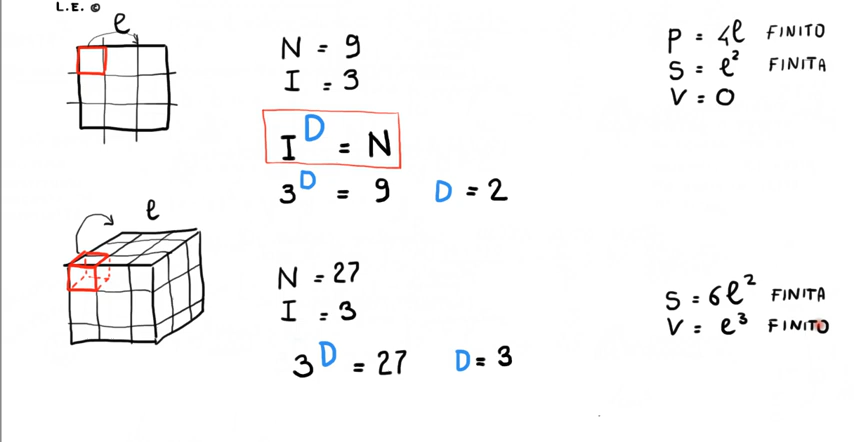 L.E. ©
ℓ
N = 9
I = 3
I^D = N
3^D = 9 D = 2
P = 4ℓ FINITO
S = ℓ² FINITA
V = 0
ℓ
N = 27
I = 3
3^D = 27 D = 3
S = 6ℓ² FINITA
V = ℓ³ FINITO